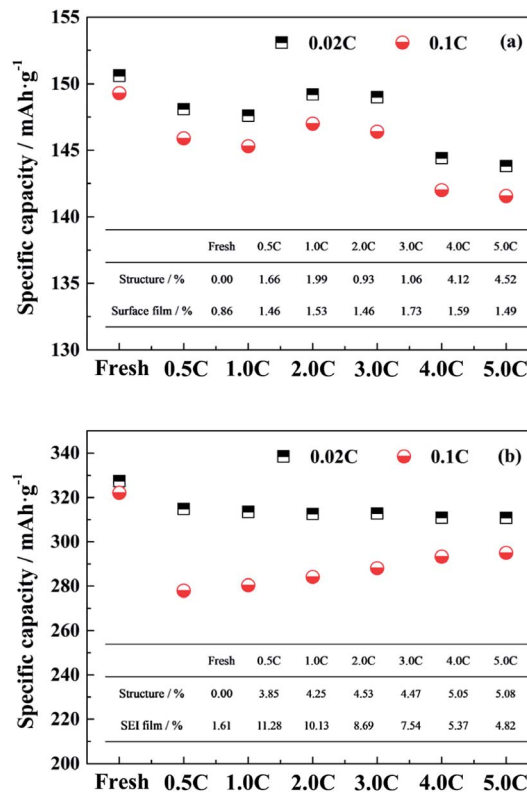 155
0.02C 0.1C (a)
150
145
140
Fresh 0.5C 1.0C 2.0C 3.0C 4.0C 5.0C
135
Structure / % 0.00 1.66 1.99 0.93 1.06 4.12 4.52
Surface film / % 0.86 1.46 1.53 1.46 1.73 1.59 1.49
130
Specific capacity / mAh·g⁻¹
Fresh 0.5C 1.0C 2.0C 3.0C 4.0C 5.0C
340
0.02C 0.1C (b)
320
300
280
260
Fresh 0.5C 1.0C 2.0C 3.0C 4.0C 5.0C
240
Structure / % 0.00 3.85 4.25 4.53 4.47 5.05 5.08
220
SEI film / % 1.61 11.28 10.13 8.69 7.54 5.37 4.82
200
Specific capacity / mAh·g⁻¹
Fresh 0.5C 1.0C 2.0C 3.0C 4.0C 5.0C